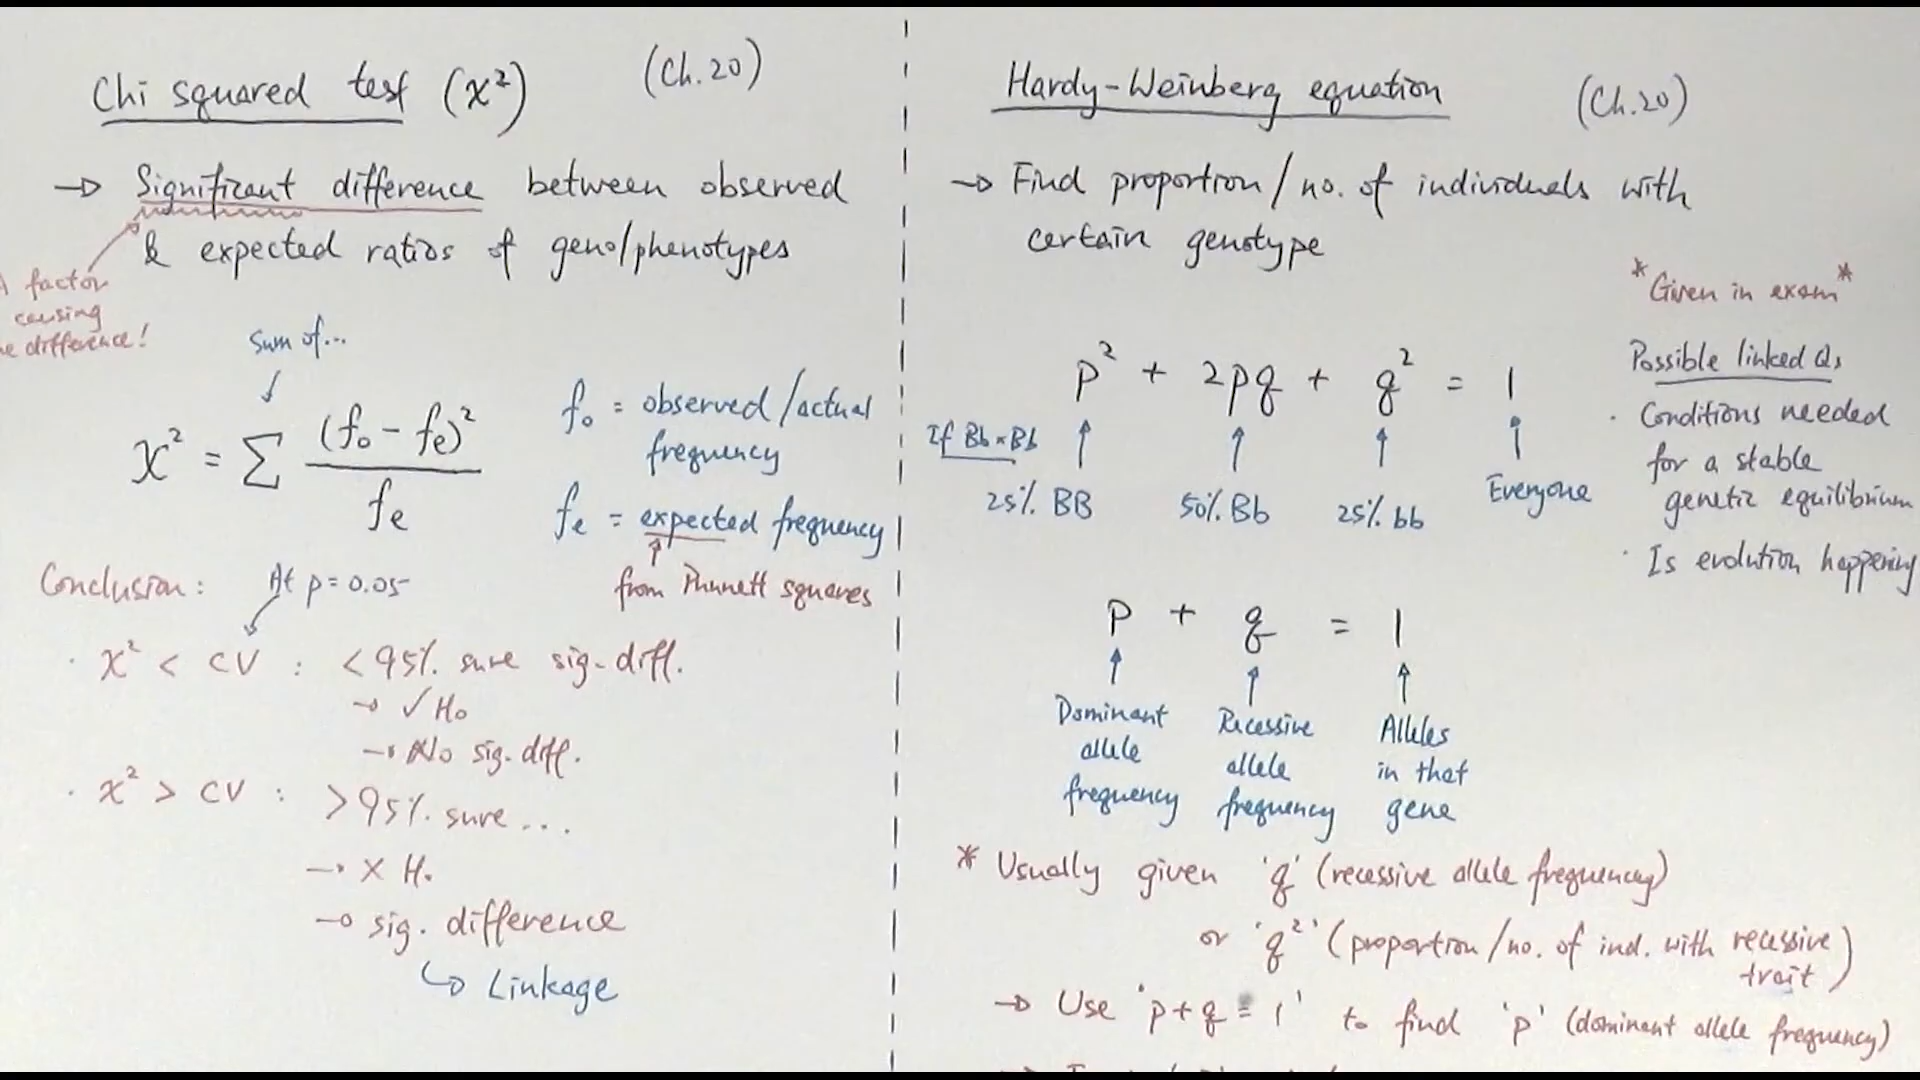 Chi squared test (χ²) (Ch.20)
→ Significant difference between observed
& expected ratios of geno/phenotypes
A factor
causing
difference!
Sum of...
χ² = ∑ (fo - fe)² / fe
fo = observed/actual
frequency
fe = expected frequency
from Punnett squares
Conclusion: At p = 0.05
· χ² < CV : < 95% sure sig. diff.
→ ✓ Ho
→ No sig. diff.
· χ² > CV : > 95% sure ...
→ X Ho
→ sig. difference
↳ Linkage
Hardy-Weinberg equation (Ch.20)
→ Find proportion/no. of individuals with
certain genotype
*Given in exam*
p² + 2pq + q² = 1
If Bb × Bb
25% BB 50% Bb 25% bb Everyone
Possible linked Qs
· Conditions needed
for a stable
genetic equilibrium
· Is evolution happening
p + q = 1
Dominant
allele
frequency
Recessive
allele
frequency
Alleles
in that
gene
* Usually given 'q' (recessive allele frequency)
or 'q²' (proportion/no. of ind. with recessive
trait)
→ Use 'p + q = 1' to find 'p' (dominant allele frequency)